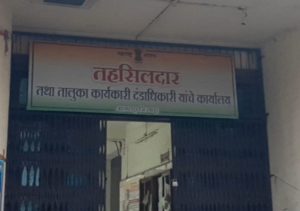 तहसिलदार
तथा तालुका कार्यकारी दंडाधिकारी यांचे कार्यालय